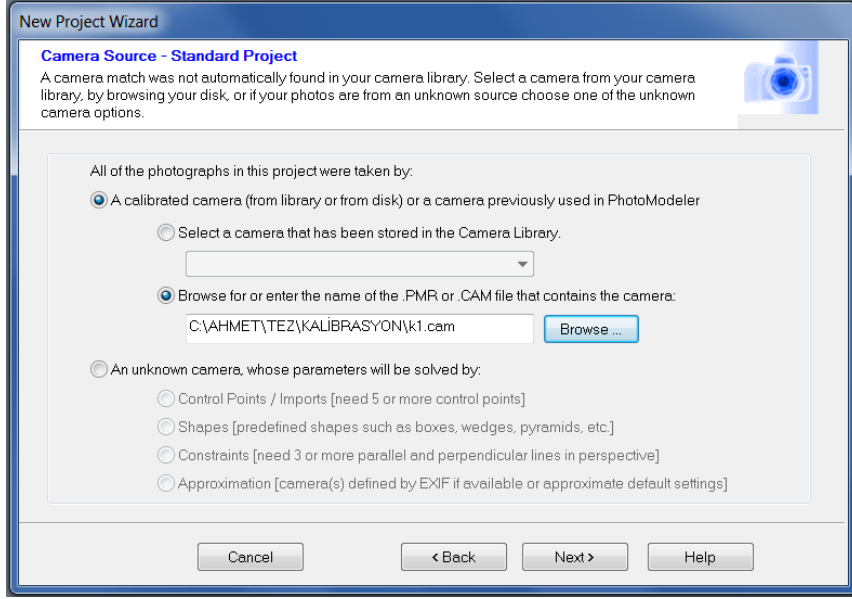 New Project Wizard
Camera Source - Standard Project
A camera match was not automatically found in your camera library. Select a camera from your camera
library, by browsing your disk, or if your photos are from an unknown source choose one of the unknown
camera options.
All of the photographs in this project were taken by:
A calibrated camera (from library or from disk) or a camera previously used in PhotoModeler
Select a camera that has been stored in the Camera Library.
Browse for or enter the name of the .PMR or .CAM file that contains the camera:
C:\AHMET\TEZ\KALİBRASYON\k1.cam
Browse ...
An unknown camera, whose parameters will be solved by:
Control Points / Imports [need 5 or more control points]
Shapes [predefined shapes such as boxes, wedges, pyramids, etc.]
Constraints [need 3 or more parallel and perpendicular lines in perspective]
Approximation [camera(s) defined by EXIF if available or approximate default settings]
Cancel < Back Next > Help